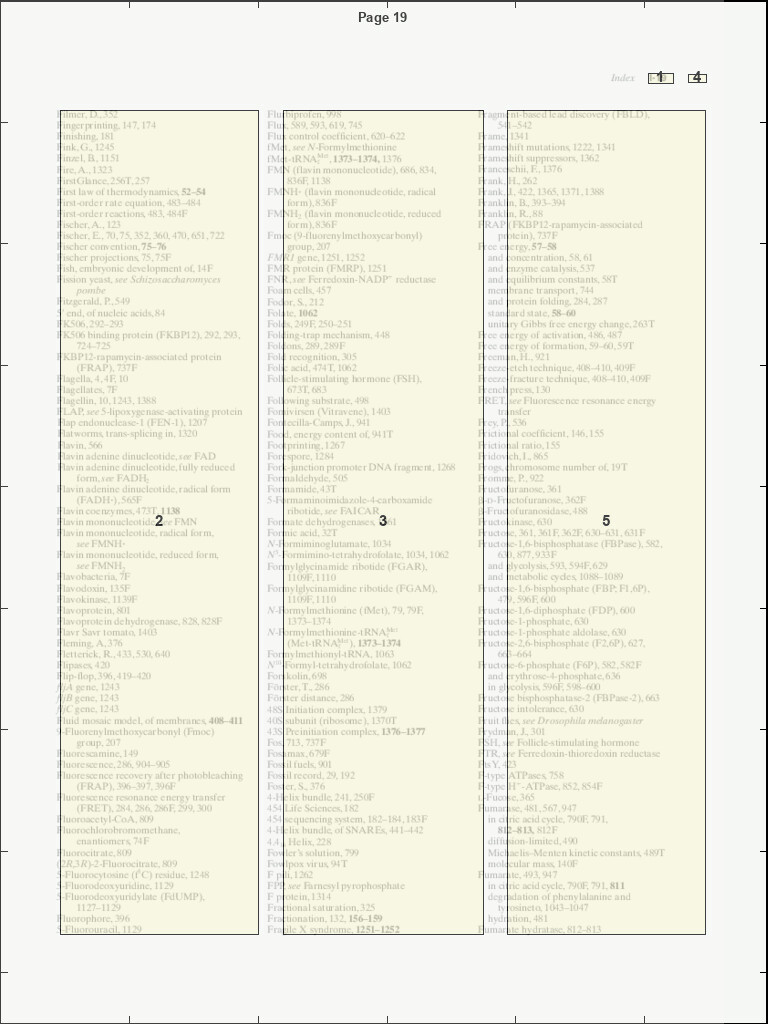 Page 19
Index
1
4
Filmer, D., 352
Fingerprinting, 147, 174
Finishing, 181
Fink, G., 1245
Finzel, B., 1151
Fire, A., 1323
FirstGlance, 256T, 257
First law of thermodynamics, 52–54
First-order rate equation, 483–484
First-order reactions, 483, 484F
Fischer, A., 123
Fischer, E., 70, 75, 352, 360, 470, 651, 722
Fischer convention, 75–76
Fischer projections, 75, 75F
Fish, embryonic development of, 14F
Fission yeast, see Schizosaccharomyces
pombe
Fitzgerald, P., 549
5′ end, of nucleic acids, 84
FK506, 292–293
FK506 binding protein (FKBP12), 292, 293,
724–725
FKBP12-rapamycin-associated protein
(FRAP), 737F
Flagella, 4, 4F, 10
Flagellates, 7F
Flagellin, 10, 1243, 1388
FLAP, see 5-lipoxygenase-activating protein
Flap endonuclease-1 (FEN-1), 1207
Flatworms, trans-splicing in, 1320
Flavin, 566
Flavin adenine dinucleotide, see FAD
Flavin adenine dinucleotide, fully reduced
form, see FADH₂
Flavin adenine dinucleotide, radical form
(FADH·), 565F
Flavin coenzymes, 473T, 1138
Flavin mononucleotide, see FMN
2
Flavin mononucleotide, radical form,
see FMNH·
Flavin mononucleotide, reduced form,
see FMNH₂
Flavobacteria, 7F
Flavodoxin, 135F
Flavokinase, 1139F
Flavoprotein, 801
Flavoprotein dehydrogenase, 828, 828F
Flavr Savr tomato, 1403
Fleming, A., 376
Fletterick, R., 433, 530, 640
Flipases, 420
Flip-flop, 396, 419–420
fljA gene, 1243
fljB gene, 1243
fljC gene, 1243
Fluid mosaic model, of membranes, 408–411
9-Fluorenylmethoxycarbonyl (Fmoc)
group, 207
Fluorescamine, 149
Fluorescence, 286, 904–905
Fluorescence recovery after photobleaching
(FRAP), 396–397, 396F
Fluorescence resonance energy transfer
(FRET), 284, 286, 286F, 299, 300
Fluoroacetyl-CoA, 809
Fluorochlorobromomethane,
enantiomers, 74F
Fluorocitrate, 809
(2R,3R)-2-Fluorocitrate, 809
5-Fluorocytosine (f⁵C) residue, 1248
5-Fluorodeoxyuridine, 1129
5-Fluorodeoxyuridylate (FdUMP),
1127–1129
Fluorophore, 396
5-Fluorouracil, 1129
Flurbiprofen, 998
Flux, 589, 593, 619, 745
Flux control coefficient, 620–622
fMet, see N-Formylmethionine
fMet-tRNA, 1373–1374, 1376
FMN (flavin mononucleotide), 686, 834,
836F, 1138
FMNH· (flavin mononucleotide, radical
form), 836F
FMNH₂ (flavin mononucleotide, reduced
form), 836F
Fmoc (9-fluorenylmethoxycarbonyl)
group, 207
FMR1 gene, 1251, 1252
FMR protein (FMRP), 1251
FNR, see Ferredoxin-NADP⁺ reductase
Foam cells, 457
Fodor, S., 212
Folate, 1062
Folds, 249F, 250–251
Folding-trap mechanism, 448
Foldons, 289, 289F
Fold recognition, 305
Folic acid, 474T, 1062
Follicle-stimulating hormone (FSH),
673T, 683
Following substrate, 498
Fomivirsen (Vitravene), 1403
Fontecilla-Camps, J., 941
Food, energy content of, 941T
Footprinting, 1267
Forespore, 1284
Fork-junction promoter DNA fragment, 1268
Formaldehyde, 505
Formamide, 43T
5-Formaminoimidazole-4-carboxamide
ribotide, see FAICAR
Formate dehydrogenases,
3
Formic acid, 32T
N-Formiminoglutamate, 1034
N⁵-Formimino-tetrahydrofolate, 1034, 1062
Formylglycinamide ribotide (FGAR),
1109F, 1110
Formylglycinamidine ribotide (FGAM),
1109F, 1110
N-Formylmethionine (fMet), 79, 79F,
1373–1374
N-Formylmethionine-tRNA
(Met-tRNA), 1373–1374
Formylmethionyl-tRNA, 1063
N¹⁰-Formyl-tetrahydrofolate, 1062
Forskolin, 698
Förster, T., 286
Förster distance, 286
48S Initiation complex, 1379
40S subunit (ribosome), 1370T
43S Preinitiation complex, 1376–1377
Fos, 713, 737F
Fosamax, 679F
Fossil fuels, 901
Fossil record, 29, 192
Foster, S., 376
4-Helix bundle, 241, 250F
454 Life Sciences, 182
454 sequencing system, 182–184, 183F
4-Helix bundle, of SNAREs, 441–442
4.4₁₆ Helix, 228
Fowler's solution, 799
Fowlpox virus, 94T
F pili, 1262
FPP, see Farnesyl pyrophosphate
F protein, 1314
Fractional saturation, 325
Fractionation, 132, 156–159
Fragile X syndrome, 1251–1252
Fragment-based lead discovery (FBLD),
541–542
Frame, 1341
Frameshift mutations, 1222, 1341
Frameshift suppressors, 1362
Franceschi, F., 1376
Frank, H., 262
Frank, J., 422, 1365, 1371, 1388
Franklin, B., 393–394
Franklin, R., 88
FRAP (FKBP12-rapamycin-associated
protein), 737F
Free energy, 57–58
and concentration, 58, 61
and enzyme catalysis, 537
and equilibrium constants, 58T
membrane transport, 744
and protein folding, 284, 287
standard state, 58–60
unitary Gibbs free energy change, 263T
Free energy of activation, 486, 487
Free energy of formation, 59–60, 59T
Freeman, H., 921
Freeze-etch technique, 408–410, 409F
Freeze-fracture technique, 408–410, 409F
French press, 130
FRET, see Fluorescence resonance energy
transfer
Frey, P., 536
Frictional coefficient, 146, 155
Frictional ratio, 155
Fridovich, I., 865
Frogs, chromosome number of, 19T
Fromme, P., 922
Fructofuranose, 361
β-D-Fructofuranose, 362F
β-Fructofuranosidase, 488
5
Fructokinase, 630
Fructose, 361, 361F, 362F, 630–631, 631F
Fructose-1,6-bisphosphatase (FBPase), 582,
630, 877, 933F
and glycolysis, 593, 594F, 629
and metabolic cycles, 1088–1089
Fructose-1,6-bisphosphate (FBP; F1,6P),
479, 596F, 600
Fructose-1,6-diphosphate (FDP), 600
Fructose-1-phosphate, 630
Fructose-1-phosphate aldolase, 630
Fructose-2,6-bisphosphate (F2,6P), 627,
663–664
Fructose-6-phosphate (F6P), 582, 582F
and erythrose-4-phosphate, 636
in glycolysis, 596F, 598–600
Fructose bisphosphatase-2 (FBPase-2), 663
Fructose intolerance, 630
Fruit flies, see Drosophila melanogaster
Frydman, J., 301
FSH, see Follicle-stimulating hormone
FTR, see Ferredoxin-thioredoxin reductase
FtsY, 423
F-type ATPases, 758
F-type H⁺-ATPase, 852, 854F
L-Fucose, 365
Fumarase, 481, 567, 947
in citric acid cycle, 790F, 791,
812–813, 812F
diffusion-limited, 490
Michaelis-Menten kinetic constants, 489T
molecular mass, 140F
Fumarate, 493, 947
in citric acid cycle, 790F, 791, 811
degradation of phenylalanine and
tyrosineto, 1043–1047
hydration, 481
Fumarate hydratase, 812–813